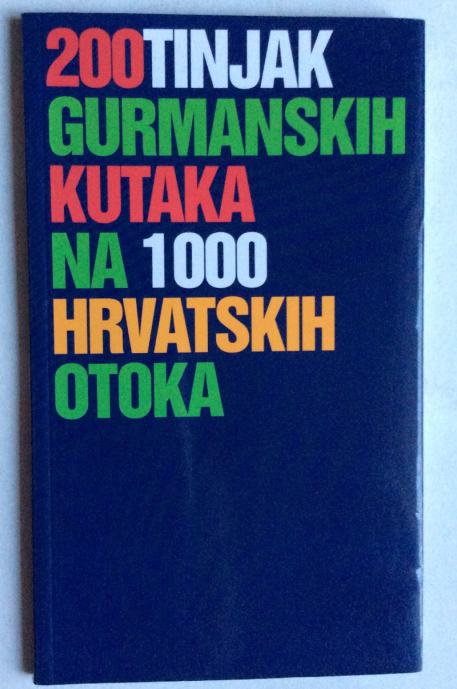 200TINJAK
GURMANSKIH
KUTAKA
NA 1000
HRVATSKIH
OTOKA